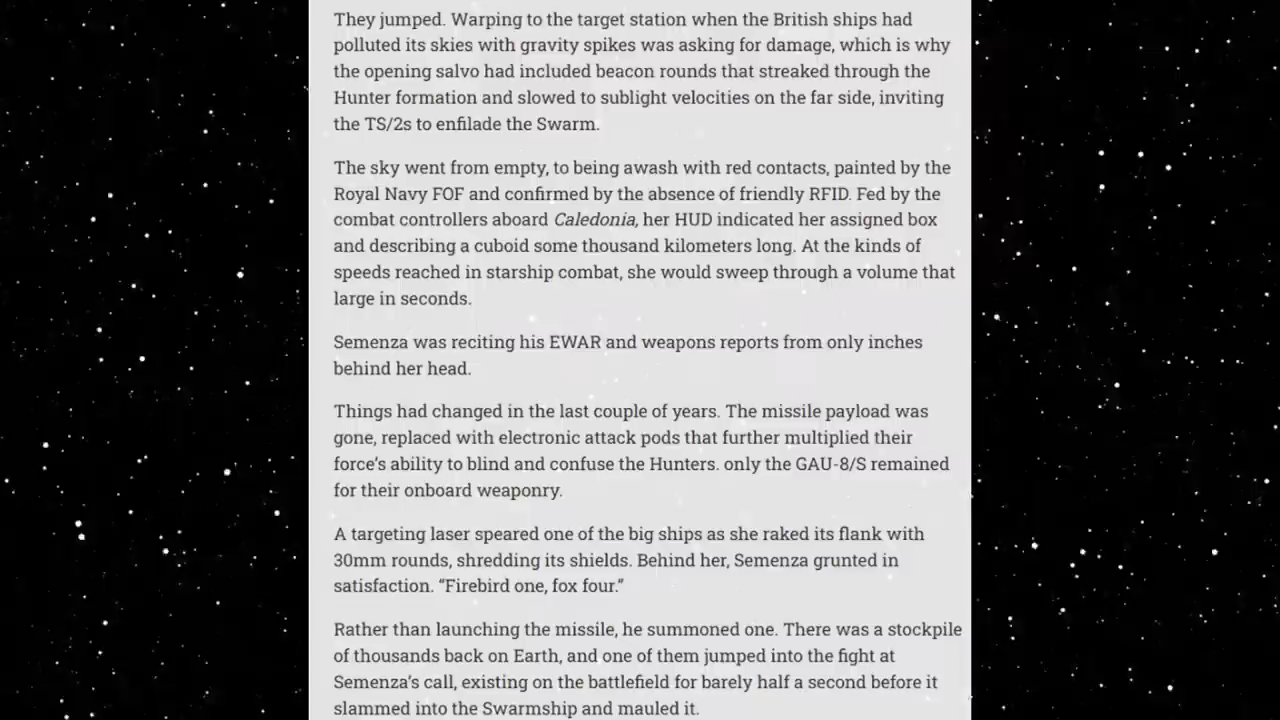 They jumped. Warping to the target station when the British ships had
polluted its skies with gravity spikes was asking for damage, which is why
the opening salvo had included beacon rounds that streaked through the
Hunter formation and slowed to sublight velocities on the far side, inviting
the TS/2s to enfilade the Swarm.
The sky went from empty, to being awash with red contacts, painted by the
Royal Navy FOF and confirmed by the absence of friendly RFID. Fed by the
combat controllers aboard Caledonia, her HUD indicated her assigned box
and describing a cuboid some thousand kilometers long. At the kinds of
speeds reached in starship combat, she would sweep through a volume that
large in seconds.
Semenza was reciting his EWAR and weapons reports from only inches
behind her head.
Things had changed in the last couple of years. The missile payload was
gone, replaced with electronic attack pods that further multiplied their
force’s ability to blind and confuse the Hunters. only the GAU-8/S remained
for their onboard weaponry.
A targeting laser speared one of the big ships as she raked its flank with
30mm rounds, shredding its shields. Behind her, Semenza grunted in
satisfaction. “Firebird one, fox four.”
Rather than launching the missile, he summoned one. There was a stockpile
of thousands back on Earth, and one of them jumped into the fight at
Semenza’s call, existing on the battlefield for barely half a second before it
slammed into the Swarmship and mauled it.